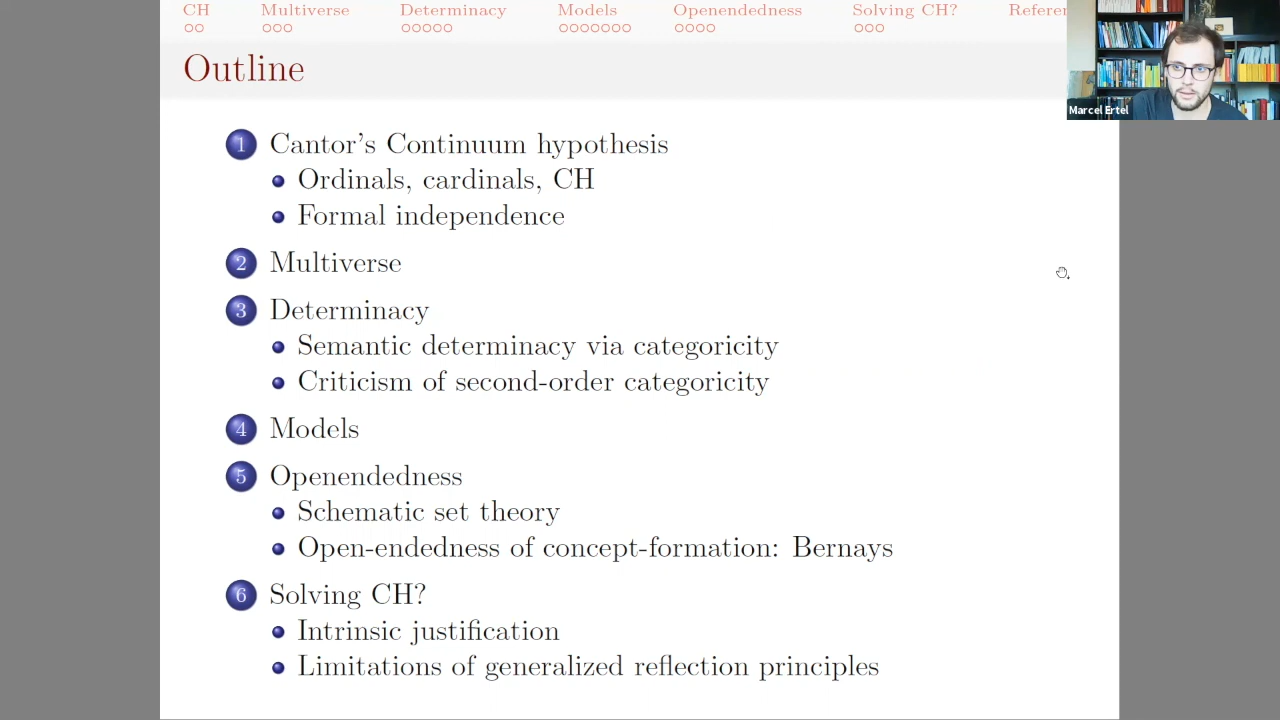 CH Multiverse Determinacy Models Openendedness Solving CH?
Outline
Marcel Ertel
1 Cantor's Continuum hypothesis
Ordinals, cardinals, CH
Formal independence
2 Multiverse
3 Determinacy
Semantic determinacy via categoricity
Criticism of second-order categoricity
4 Models
5 Openendedness
Schematic set theory
Open-endedness of concept-formation: Bernays
6 Solving CH?
Intrinsic justification
Limitations of generalized reflection principles